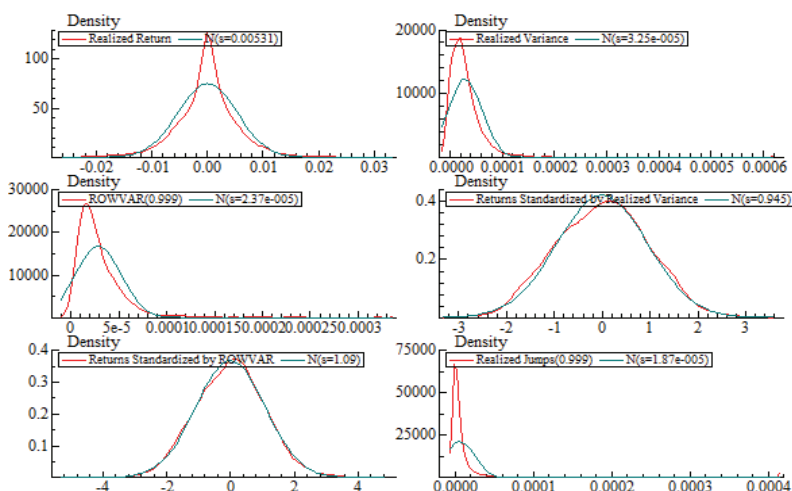 Density
Realized Return N(s=0.00531)
100
50
-0.02 -0.01 0.00 0.01 0.02 0.03
Density
20000
Realized Variance N(s=3.25e-005)
10000
0.0000 0.0001 0.0002 0.0003 0.0004 0.0005 0.0006
Density
30000
ROWVAR(0.999) N(s=2.37e-005)
20000
10000
0 5e-5 0.0001 0.00015 0.0002 0.00025 0.0003
Density
0.4
Returns Standardized by Realized Variance N(s=0.945)
0.2
-3 -2 -1 0 1 2 3
Density
0.4
Returns Standardized by ROWVAR N(s=1.09)
0.3
0.2
0.1
-4 -2 0 2 4
Density
75000
Realized Jumps(0.999) N(s=1.87e-005)
50000
25000
0.0000 0.0001 0.0002 0.0003 0.0004